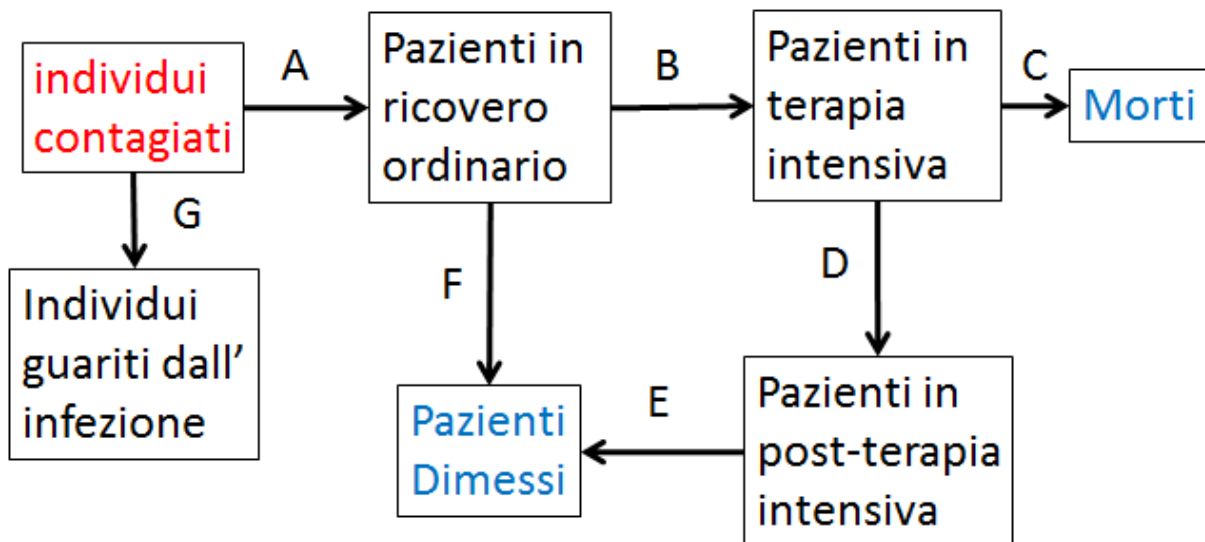 individui
contagiati
A
Pazienti in
ricovero
ordinario
B
Pazienti in
terapia
intensiva
C
Morti
G
F
D
Individui
guariti dall'
infezione
Pazienti
Dimessi
E
Pazienti in
post-terapia
intensiva